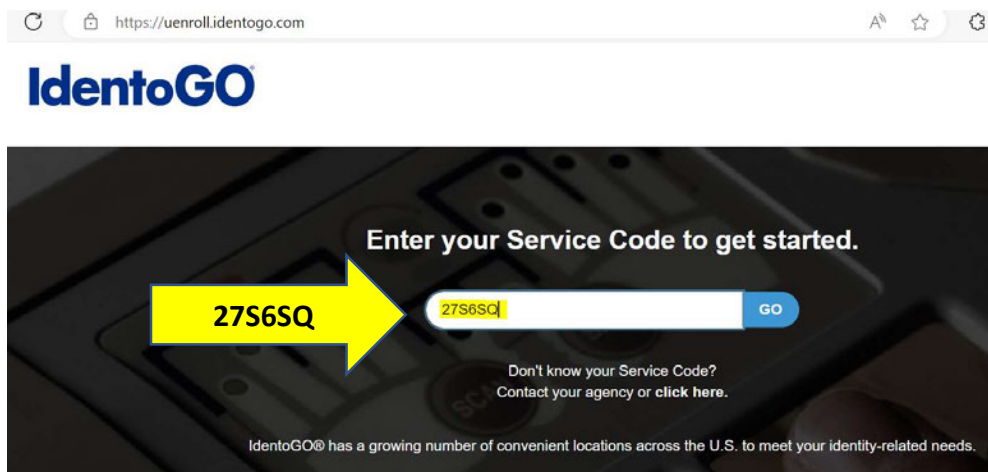 https://uenroll.identogo.com
IdentoGO
Enter your Service Code to get started.
27S6SQ
27S6SQ
GO
Don't know your Service Code?
Contact your agency or click here.
IdentoGO® has a growing number of convenient locations across the U.S. to meet your identity-related needs.